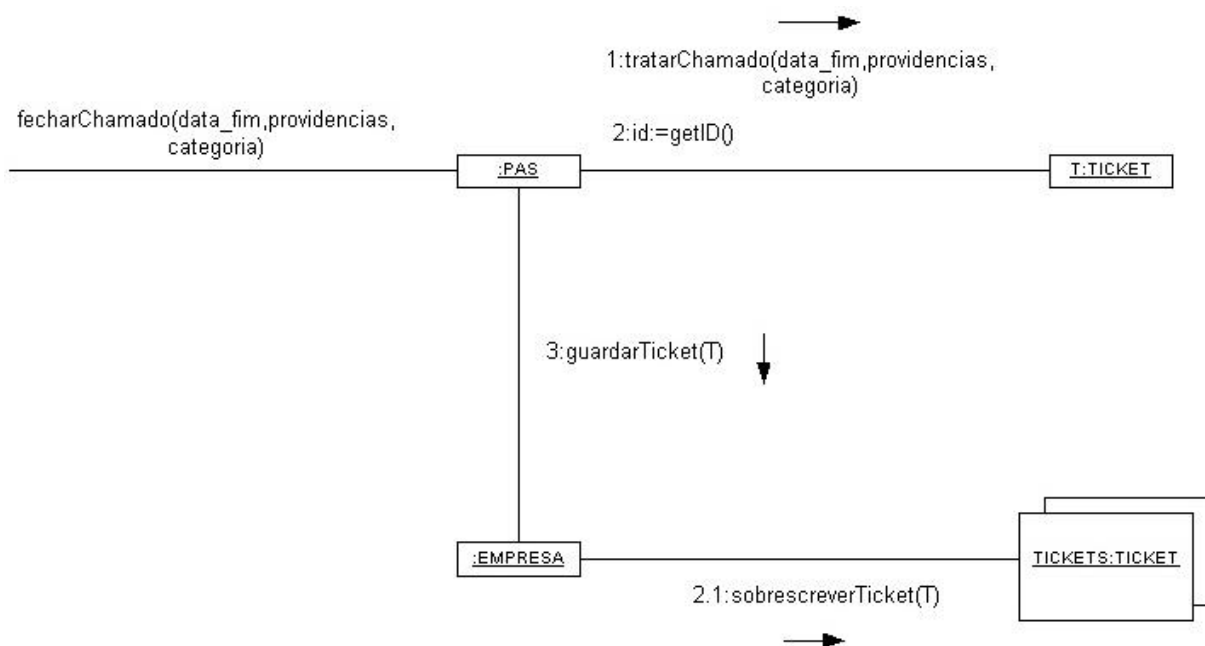 1:tratarChamado(data_fim,providencias,
categoria)
fecharChamado(data_fim,providencias,
categoria)
2:id:=getID()
:PAS
T:TICKET
3:guardarTicket(T)
:EMPRESA
TICKETS:TICKET
2.1:sobrescreverTicket(T)